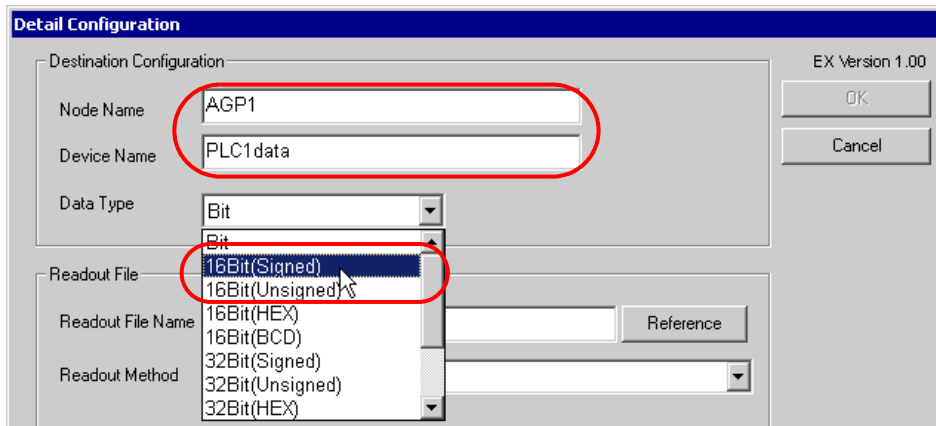 Detail Configuration
Destination Configuration
EX Version 1.00
Node Name AGP1
OK
Device Name PLC1data
Cancel
Data Type Bit
Bit
16Bit(Signed)
Readout File
16Bit(Unsigned)
16Bit(HEX)
Readout File Name
Reference
16Bit(BCD)
32Bit(Signed)
Readout Method
32Bit(Unsigned)
32Bit(HEX)